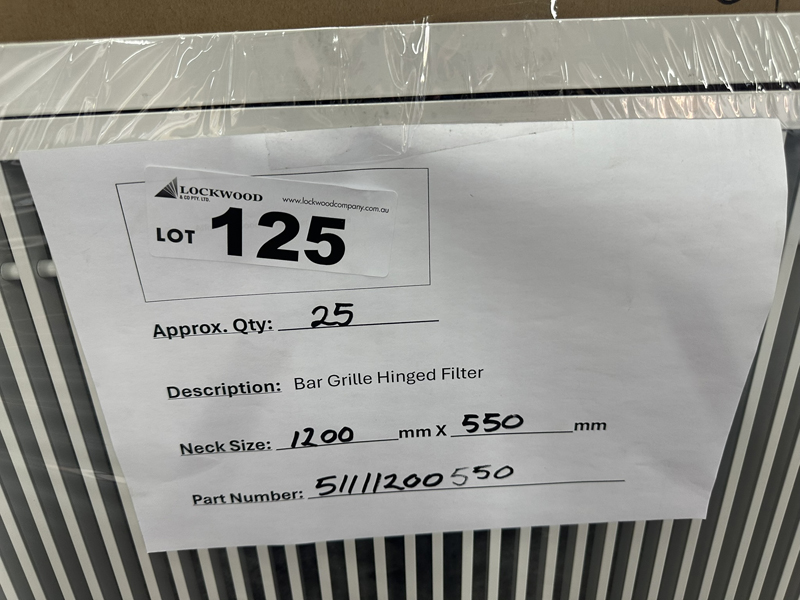 LOCKWOOD
& CO PTY. LTD.
www.lockwoodcompany.com.au
LOT 125
Approx. Qty: 25
Description: Bar Grille Hinged Filter
Neck Size: 1200 mm X 550 mm
Part Number: 51111200550